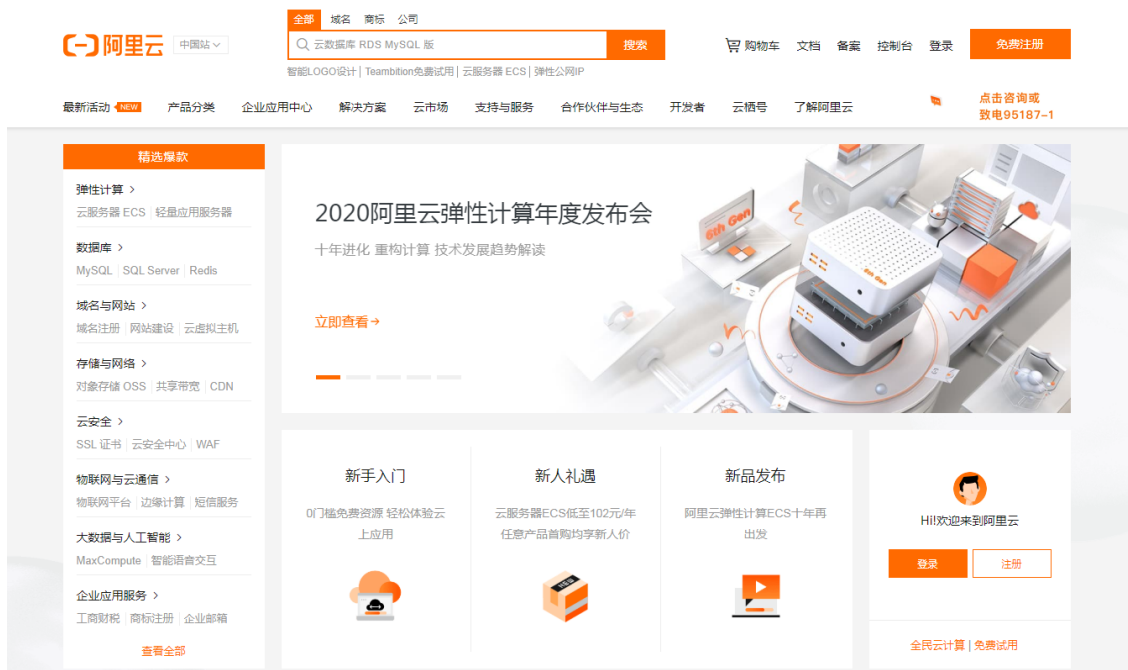 全部 域名 商标 公司
阿里云 中国站
云数据库 RDS MySQL 版 搜索
购物车 文档 备案 控制台 登录 免费注册
智能LOGO设计 | Teambition免费试用 | 云服务器 ECS | 弹性公网IP
最新活动 NEW 产品分类 企业应用中心 解决方案 云市场 支持与服务 合作伙伴与生态 开发者 云栖号 了解阿里云
点击咨询或
致电95187-1
精选爆款
弹性计算 >
云服务器 ECS | 轻量应用服务器
数据库 >
MySQL | SQL Server | Redis
域名与网站 >
域名注册 | 网站建设 | 云虚拟主机
存储与网络 >
对象存储 OSS | 共享带宽 | CDN
云安全 >
SSL 证书 | 云安全中心 | WAF
物联网与云通信 >
物联网平台 | 边缘计算 | 短信服务
大数据与人工智能 >
MaxCompute | 智能语音交互
企业应用服务 >
工商财税 | 商标注册 | 企业邮箱
查看全部
2020阿里云弹性计算年度发布会
十年进化 重构计算 技术发展趋势解读
立即查看→
6th Gen
6th Gen
新手入门
0门槛免费资源 轻松体验云
上应用
新人礼遇
云服务器ECS低至102元/年
任意产品首购均享新人价
新品发布
阿里云弹性计算ECS十年再
出发
Hi!欢迎来到阿里云
登录 注册
全民云计算 | 免费试用